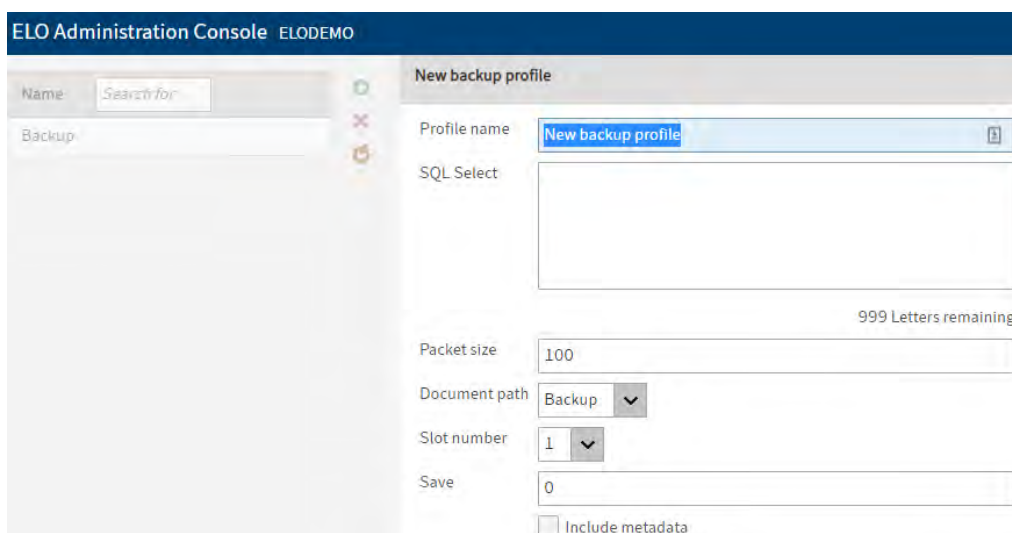 ELO Administration Console ELODEMO
Name Search for
Backup
New backup profile
Profile name New backup profile
SQL Select
999 Letters remaining
Packet size 100
Document path Backup
Slot number 1
Save 0
Include metadata